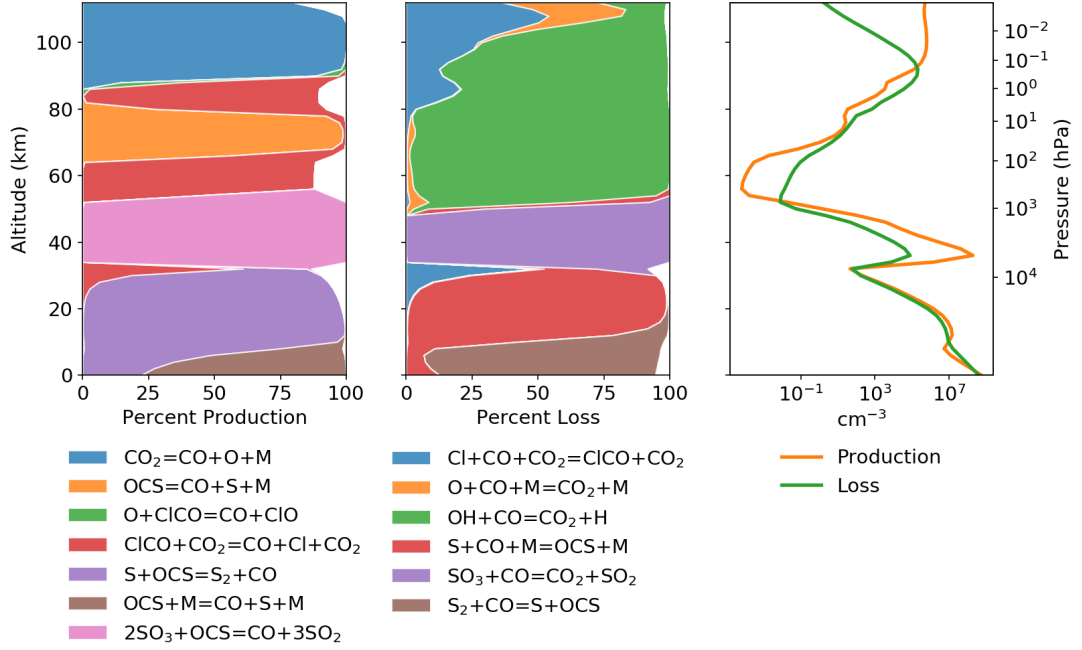 Altitude (km)
0
20
40
60
80
100
0 25 50 75 100
Percent Production
0 25 50 75 100
Percent Loss
10⁻²
10⁻¹
10⁰
10¹
10²
10³
10⁴
Pressure (hPa)
10⁻¹ 10³ 10⁷
cm⁻³
CO₂=CO+O+M
OCS=CO+S+M
O+ClCO=CO+ClO
ClCO+CO₂=CO+Cl+CO₂
S+OCS=S₂+CO
OCS+M=CO+S+M
2SO₃+OCS=CO+3SO₂
Cl+CO+CO₂=ClCO+CO₂
O+CO+M=CO₂+M
OH+CO=CO₂+H
S+CO+M=OCS+M
SO₃+CO=CO₂+SO₂
S₂+CO=S+OCS
Production
Loss